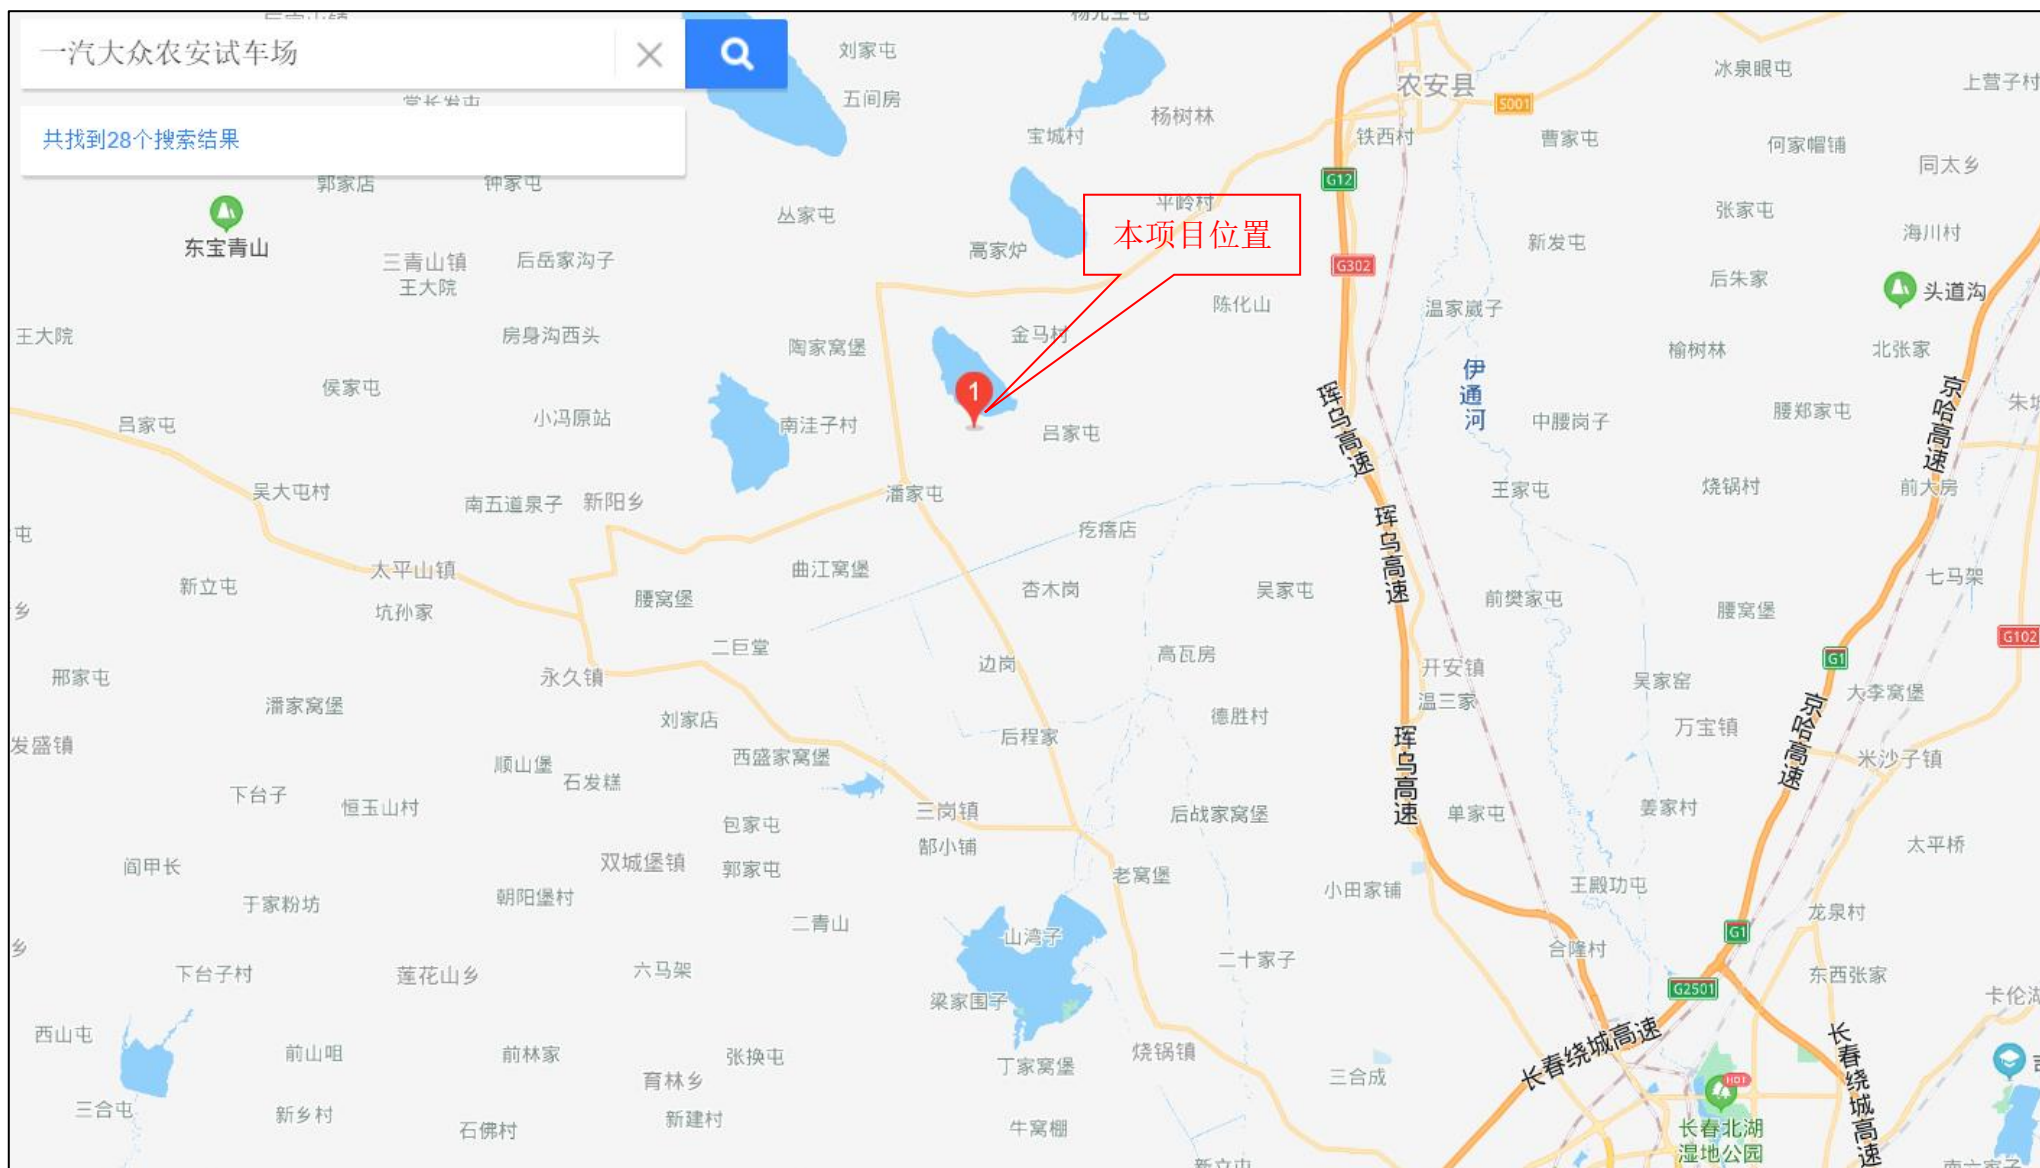 一汽大众农安试车场
共找到28个搜索结果
本项目位置
1
刘家屯
五间房
杨树林
宝城村
农安县
S001
铁西村
冰泉眼屯
上营子村
曹家屯
何家帽铺
同太乡
郭家店
钟家屯
丛家屯
平岭村
G12
张家屯
海川村
东宝青山
三青山镇
王大院
后岳家沟子
高家炉
G302
新发屯
后朱家
头道沟
陈化山
温家崴子
王大院
房身沟西头
陶家窝堡
金马村
榆树林
北张家
侯家屯
伊通河
珲乌高速
京哈高速
吕家屯
小冯原站
南洼子村
吕家屯
中腰岗子
腰郑家屯
吴大屯村
南五道泉子
新阳乡
潘家屯
王家屯
烧锅村
前大房
屯
疙瘩店
珲乌高速
太平山镇
曲江窝堡
七马架
新立屯
腰窝堡
杏木岗
吴家屯
前樊家屯
腰窝堡
乡
坑孙家
G102
二巨堂
边岗
高瓦房
开安镇
G1
邢家屯
永久镇
温三家
吴家窑
大李窝堡
潘家窝堡
刘家店
德胜村
万宝镇
京哈高速
发盛镇
后程家
珲乌高速
顺山堡
西盛家窝堡
米沙子镇
石发糕
下台子
恒玉山村
三岗镇
后战家窝堡
单家屯
姜家村
包家屯
郜小铺
太平桥
阎甲长
双城堡镇
郭家屯
老窝堡
小田家铺
王殿功屯
于家粉坊
朝阳堡村
二青山
山湾子
龙泉村
G1
乡
合隆村
下台子村
莲花山乡
六马架
二十家子
东西张家
G2501
梁家围子
卡伦湖
西山屯
前山咀
前林家
张换屯
丁家窝堡
烧锅镇
长春绕城高速
长春绕城高速
三合成
育林乡
HOT
三合屯
新乡村
石佛村
新建村
牛窝棚
长春北湖
湿地公园